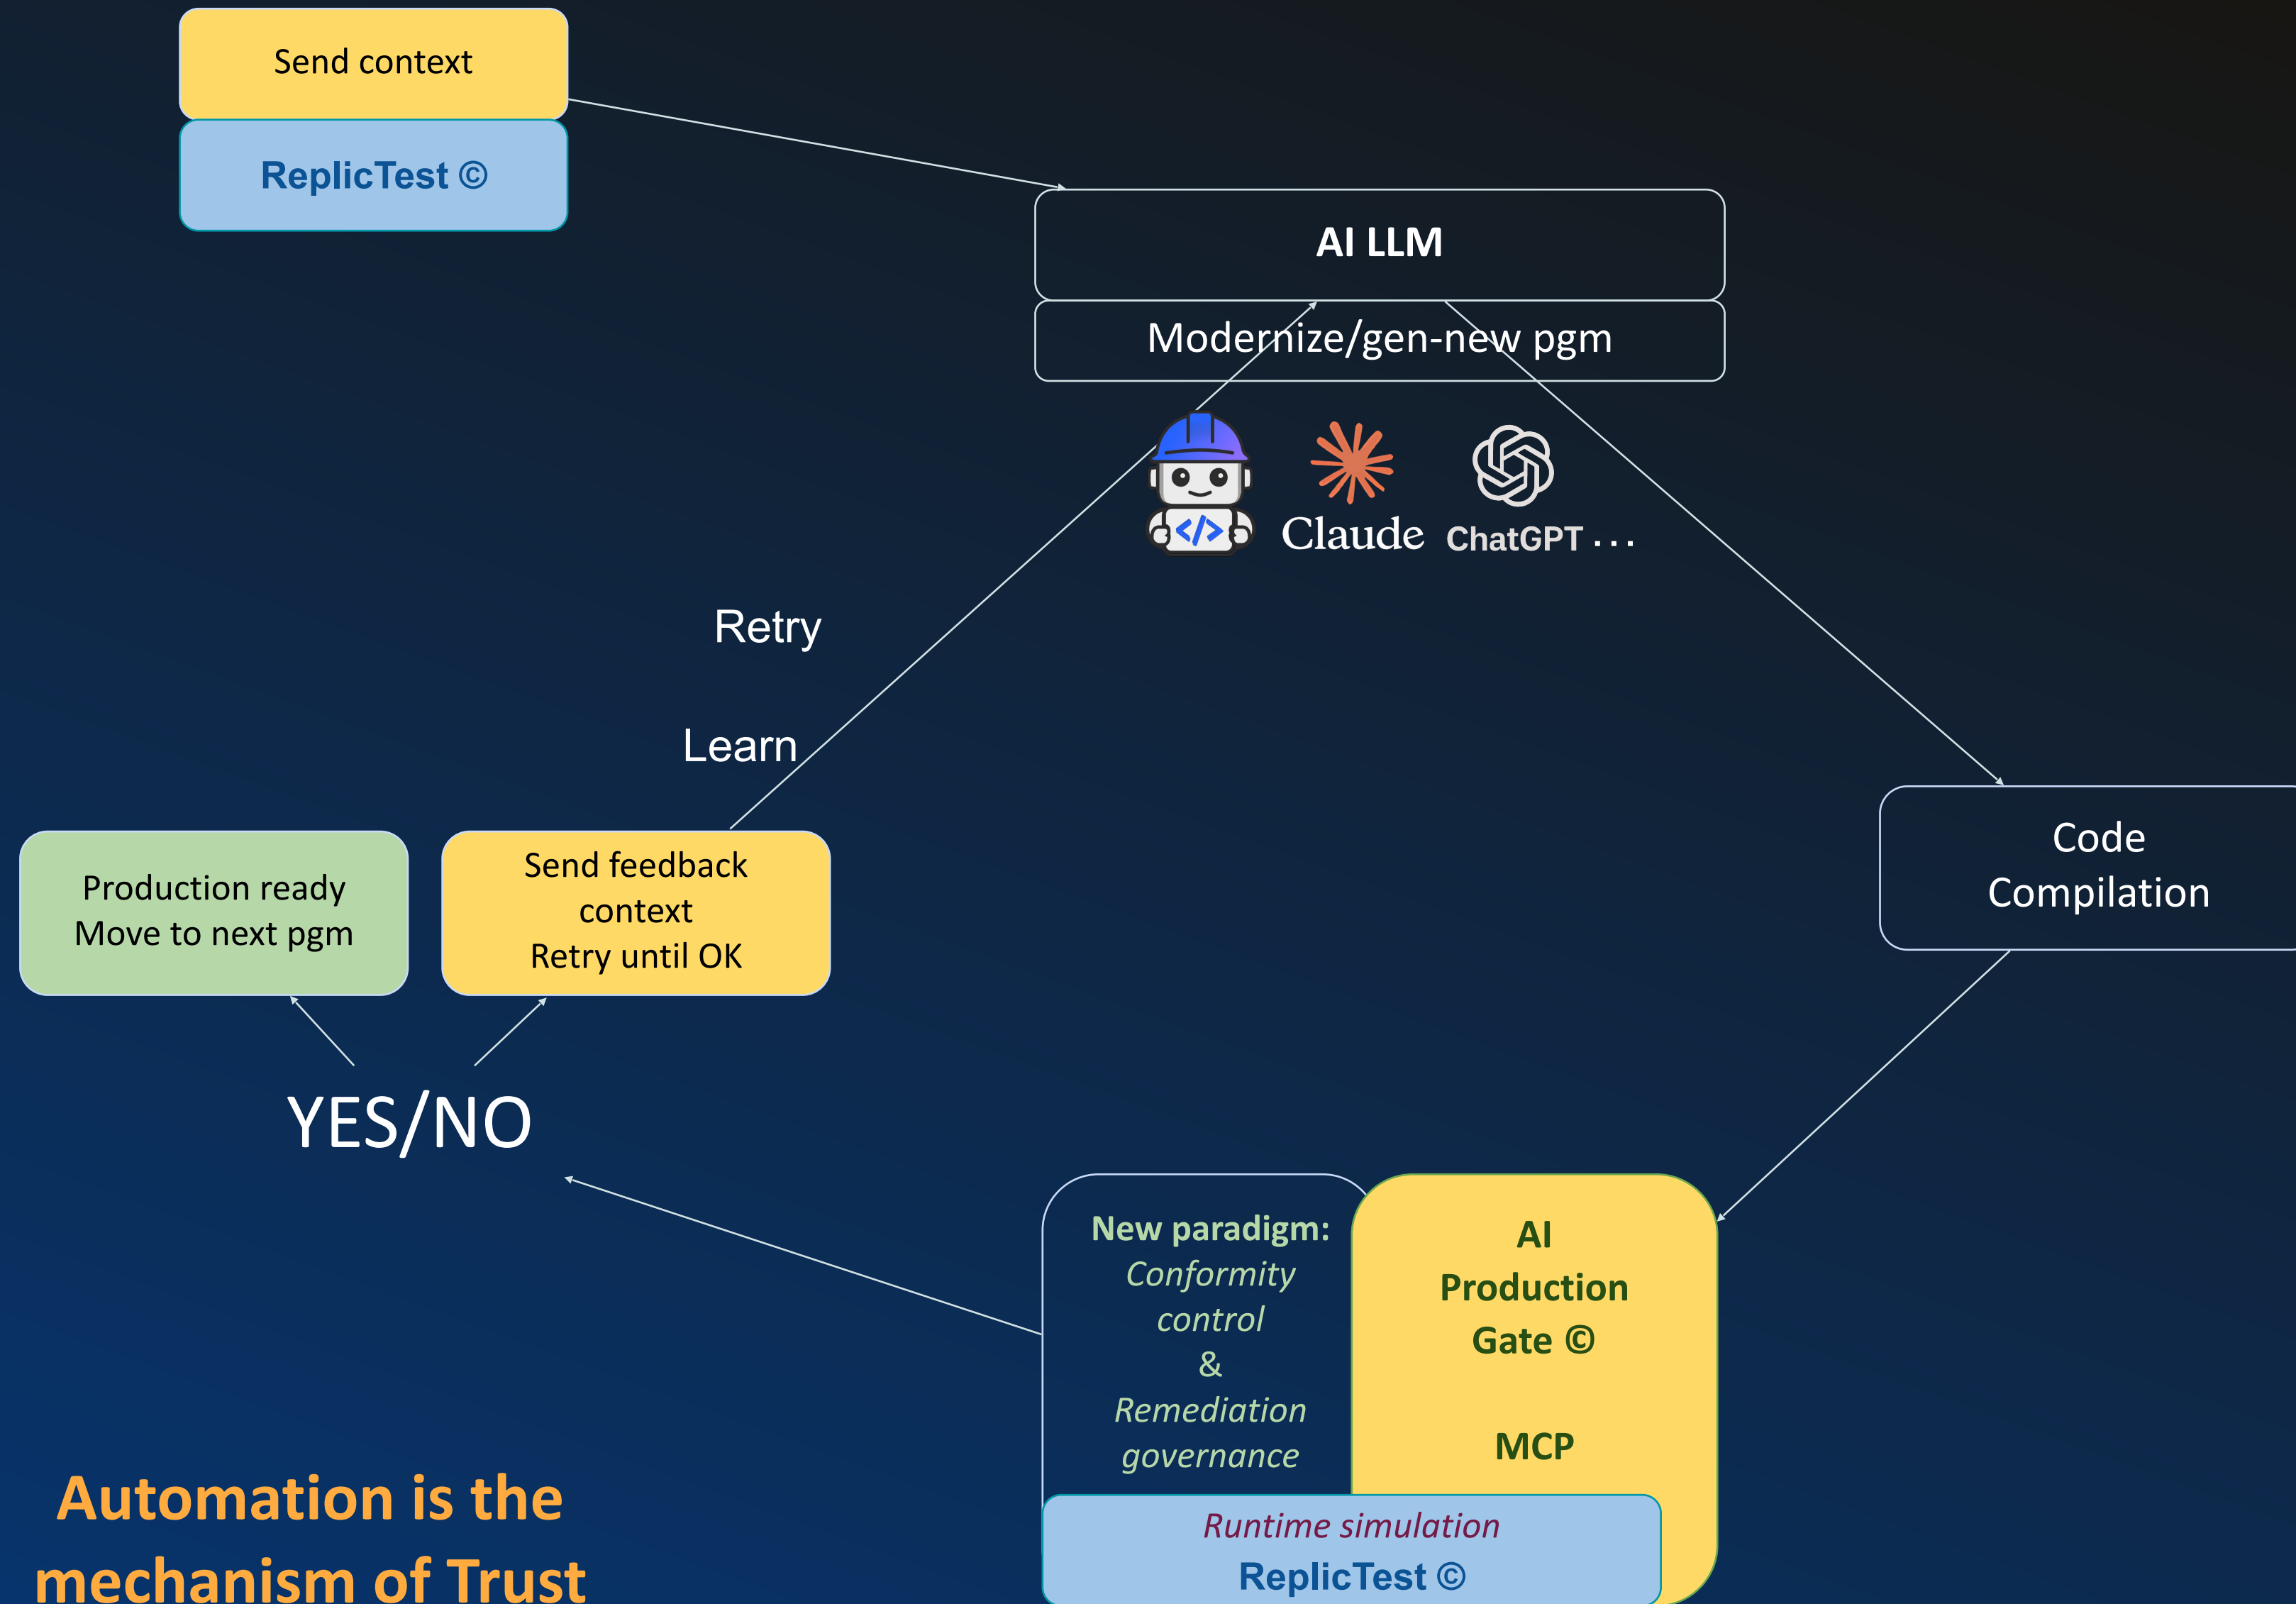 Send context
ReplicTest ©
AI LLM
Modernize/gen-new pgm
</>
Claude
ChatGPT ...
Retry
Learn
Production ready
Move to next pgm
Send feedback
context
Retry until OK
Code
Compilation
YES/NO
New paradigm:
Conformity
control
&
Remediation
governance
AI
Production
Gate ©
MCP
Runtime simulation
ReplicTest ©
Automation is the
mechanism of Trust